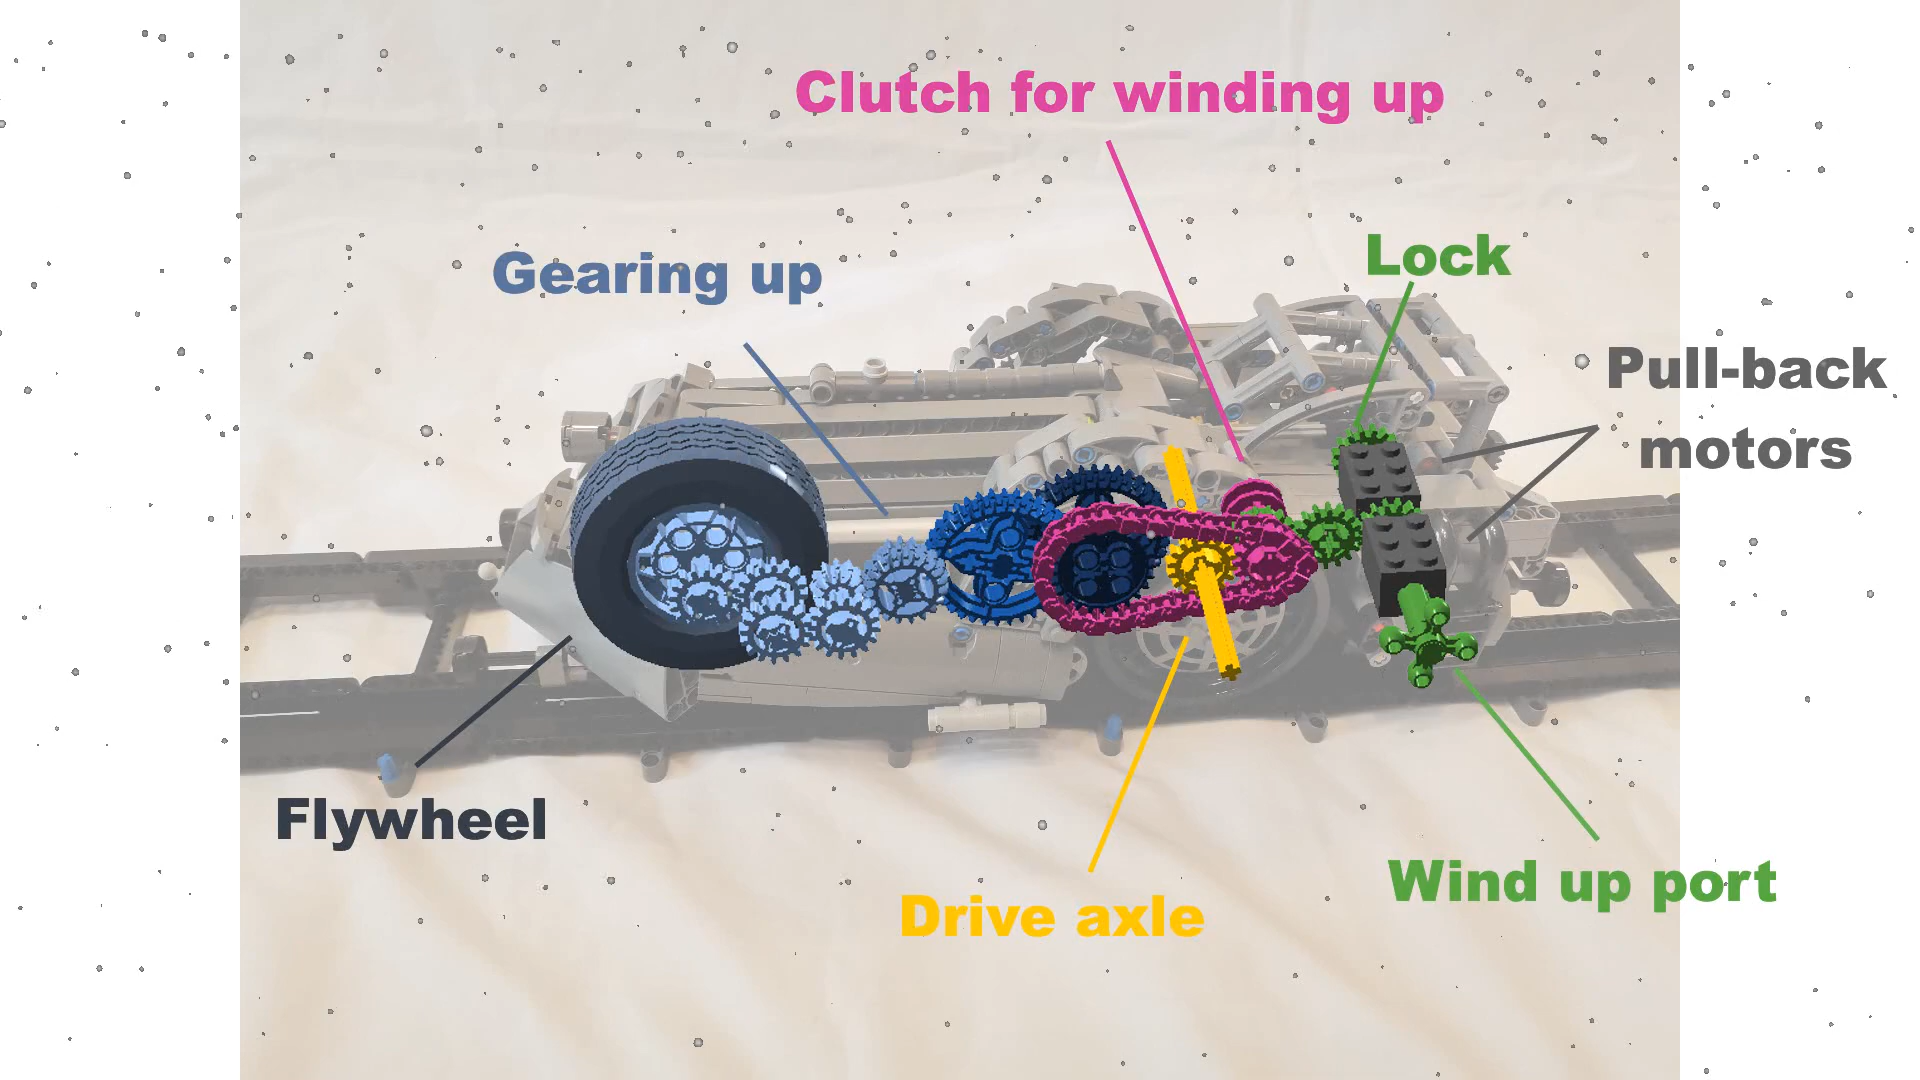 Clutch for winding up
Lock
Gearing up
Pull-back
motors
Flywheel
Wind up port
Drive axle